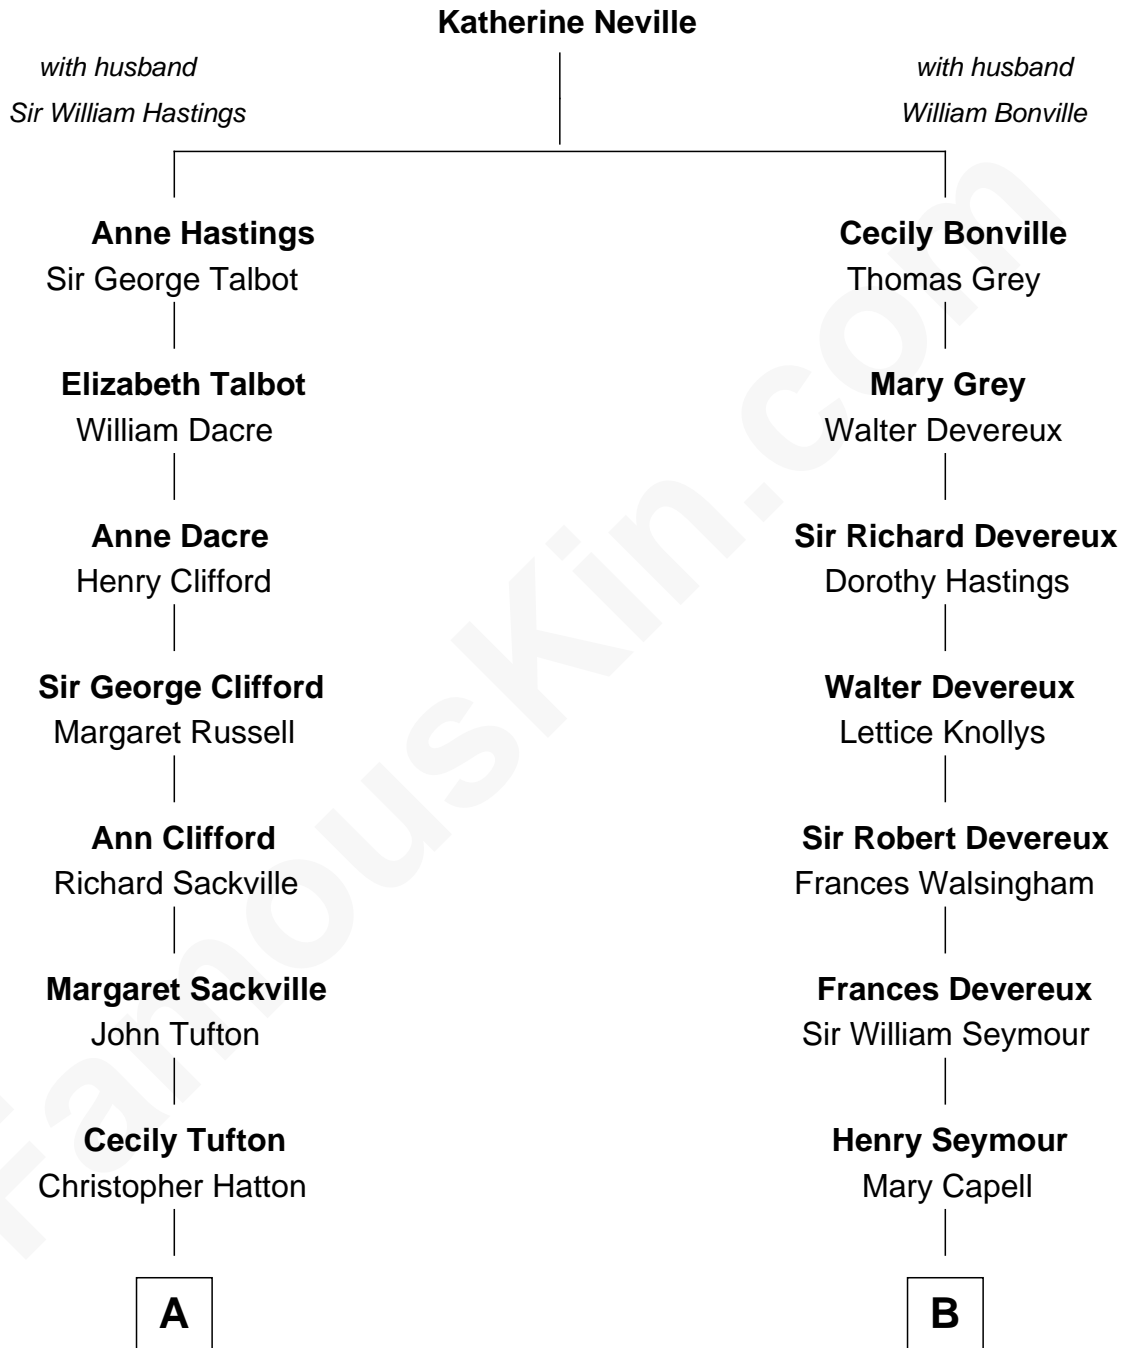 Katherine Neville
with husband
Sir William Hastings
with husband
William Bonville
Anne Hastings
Sir George Talbot
Cecily Bonville
Thomas Grey
Elizabeth Talbot
William Dacre
Mary Grey
Walter Devereux
Anne Dacre
Henry Clifford
Sir Richard Devereux
Dorothy Hastings
Sir George Clifford
Margaret Russell
Walter Devereux
Lettice Knollys
Ann Clifford
Richard Sackville
Sir Robert Devereux
Frances Walsingham
Margaret Sackville
John Tufton
Frances Devereux
Sir William Seymour
Cecily Tufton
Christopher Hatton
Henry Seymour
Mary Capell
A
B
FamousKin.com